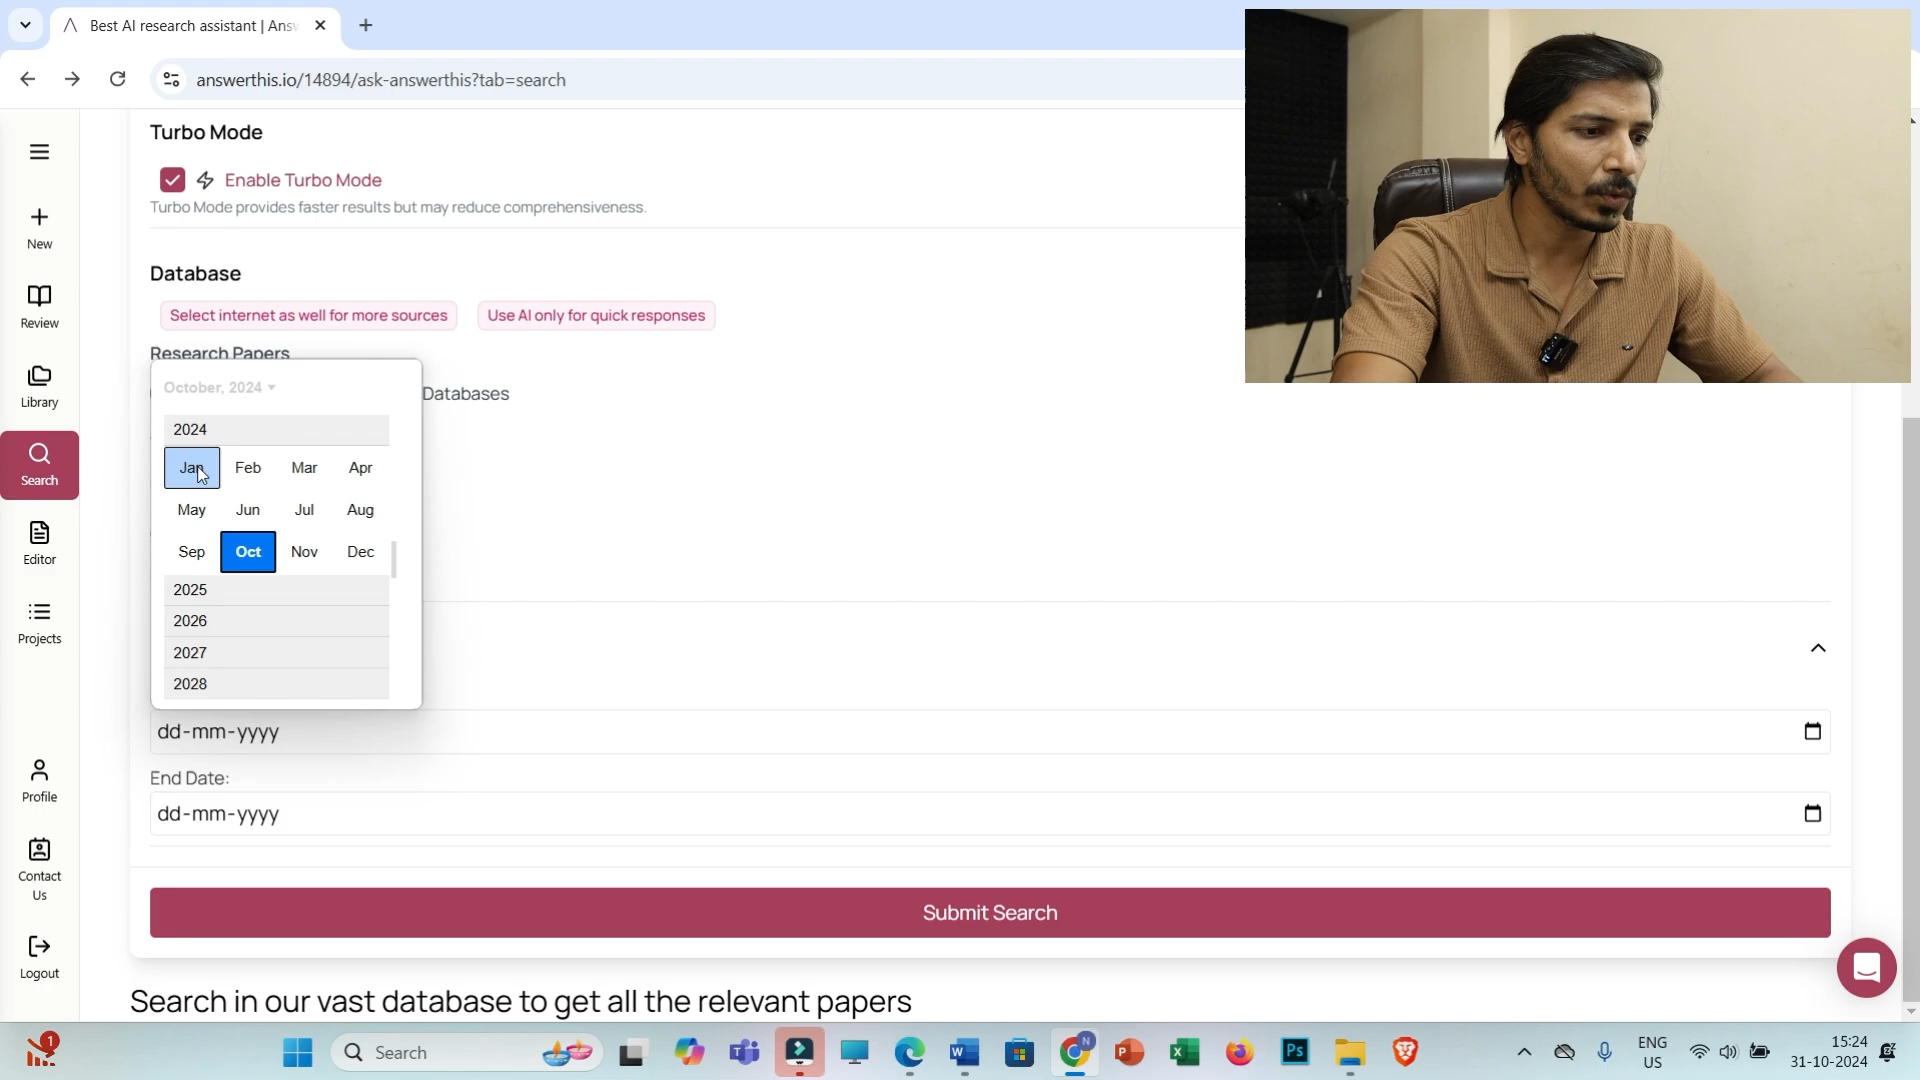 Best AI research assistant | Ans
answerthis.io/14894/ask-answerthis?tab=search
Turbo Mode
Enable Turbo Mode
Turbo Mode provides faster results but may reduce comprehensiveness.
New
Database
Select internet as well for more sources
Use AI only for quick responses
Review
Research Papers
October, 2024
Databases
Library
2024
Jan Feb Mar Apr
Search
May Jun Jul Aug
Sep Oct Nov Dec
Editor
2025
2026
Projects
2027
2028
dd-mm-yyyy
End Date:
Profile
dd-mm-yyyy
Contact
Us
Submit Search
Logout
Search in our vast database to get all the relevant papers
1
Search
N
Ps
ENG
US
15:24
31-10-2024